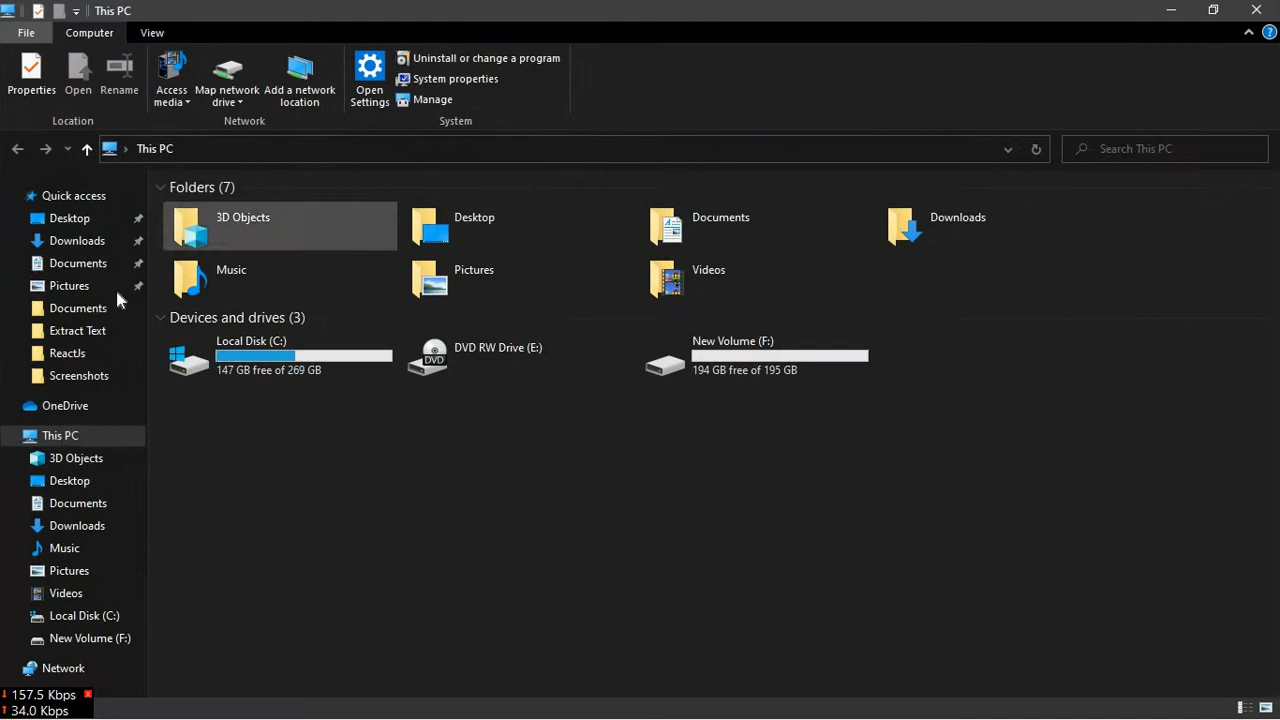 This PC
File Computer View
Properties Open Rename Access media Map network drive Add a network location Open Settings Uninstall or change a program
System properties
Manage
Location Network System
This PC Search This PC
Quick access
Desktop
Downloads
Documents
Pictures
Documents
Extract Text
ReactJs
Screenshots
OneDrive
This PC
3D Objects
Desktop
Documents
Downloads
Music
Pictures
Videos
Local Disk (C:)
New Volume (F:)
Network
Folders (7)
3D Objects Desktop Documents Downloads
Music Pictures Videos
Devices and drives (3)
Local Disk (C:) DVD RW Drive (E:) New Volume (F:)
DVD
147 GB free of 269 GB 194 GB free of 195 GB
157.5 Kbps x
34.0 Kbps